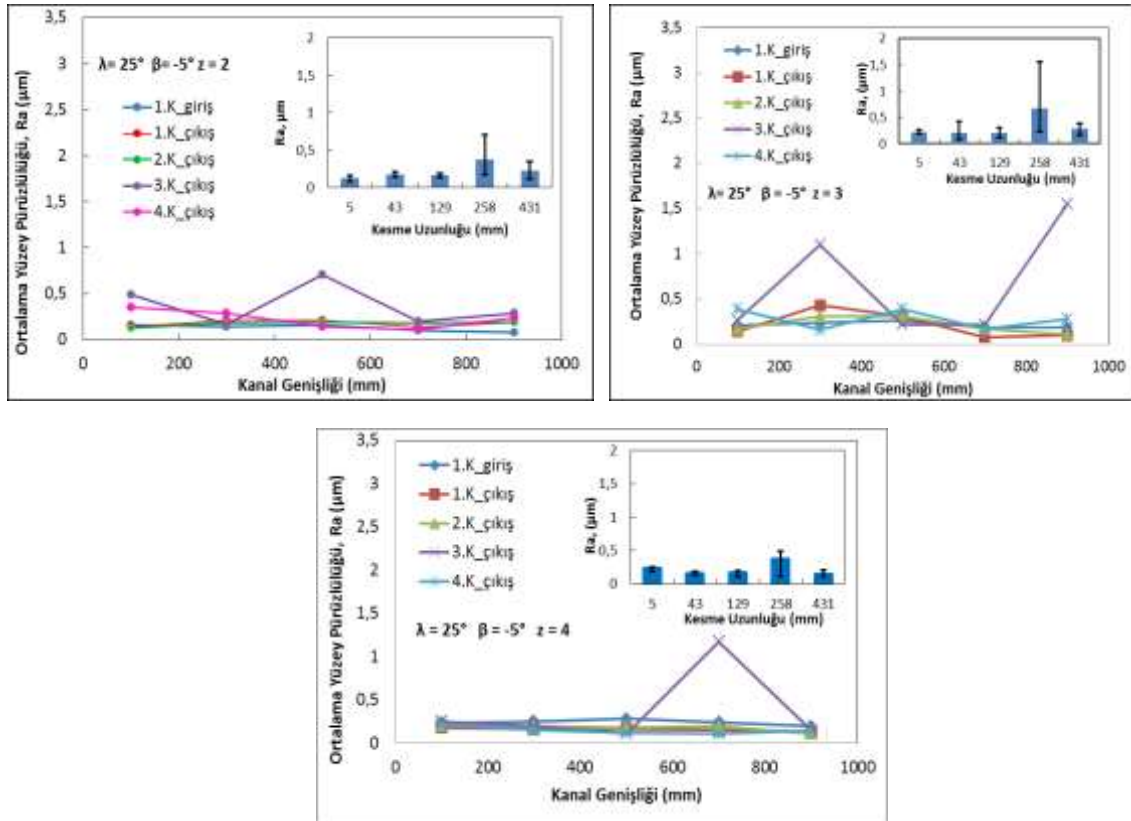 Ortalama Yüzey Pürüzlülüğü, Ra (µm)
3,5
3
2,5
2
1,5
1
0,5
0
0
200
400
600
800
1000
Kanal Genişliği (mm)
λ= 25° β= -5° z = 2
1.K_giriş
1.K_çıkış
2.K_çıkış
3.K_çıkış
4.K_çıkış
Ra, µm
2
1,5
1
0,5
0
5
43
129
258
431
Kesme Uzunluğu (mm)
Ortalama Yüzey Pürüzlülüğü, Ra (µm)
3,5
3
2,5
2
1,5
1
0,5
0
0
200
400
600
800
1000
Kanal Genişliği (mm)
1.K_giriş
1.K_çıkış
2.K_çıkış
3.K_çıkış
4.K_çıkış
λ= 25° β = -5° z = 3
Ra, (µm)
2
1,5
1
0,5
0
5
43
129
258
431
Kesme Uzunluğu (mm)
Ortalama Yüzey Pürüzlülüğü, Ra (µm)
3,5
3
2,5
2
1,5
1
0,5
0
0
200
400
600
800
1000
Kanal Genişliği (mm)
1.K_giriş
1.K_çıkış
2.K_çıkış
3.K_çıkış
4.K_çıkış
λ = 25° β = -5° z = 4
Ra, (µm)
2
1,5
1
0,5
0
5
43
129
258
431
Kesme Uzunluğu (mm)